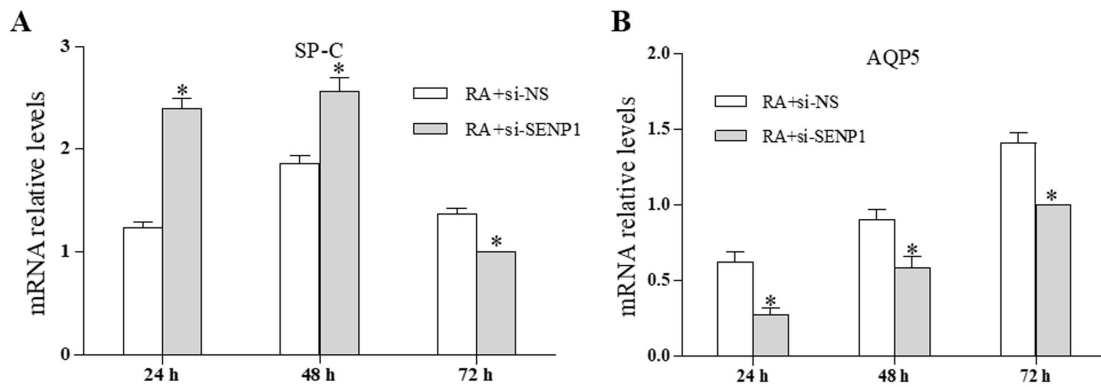 A
SP-C
mRNA relative levels
3
2
1
0
*
*
*
RA+si-NS
RA+si-SENP1
24 h
48 h
72 h
B
AQP5
mRNA relative levels
2.0
1.5
1.0
0.5
0.0
RA+si-NS
RA+si-SENP1
*
*
*
24 h
48 h
72 h